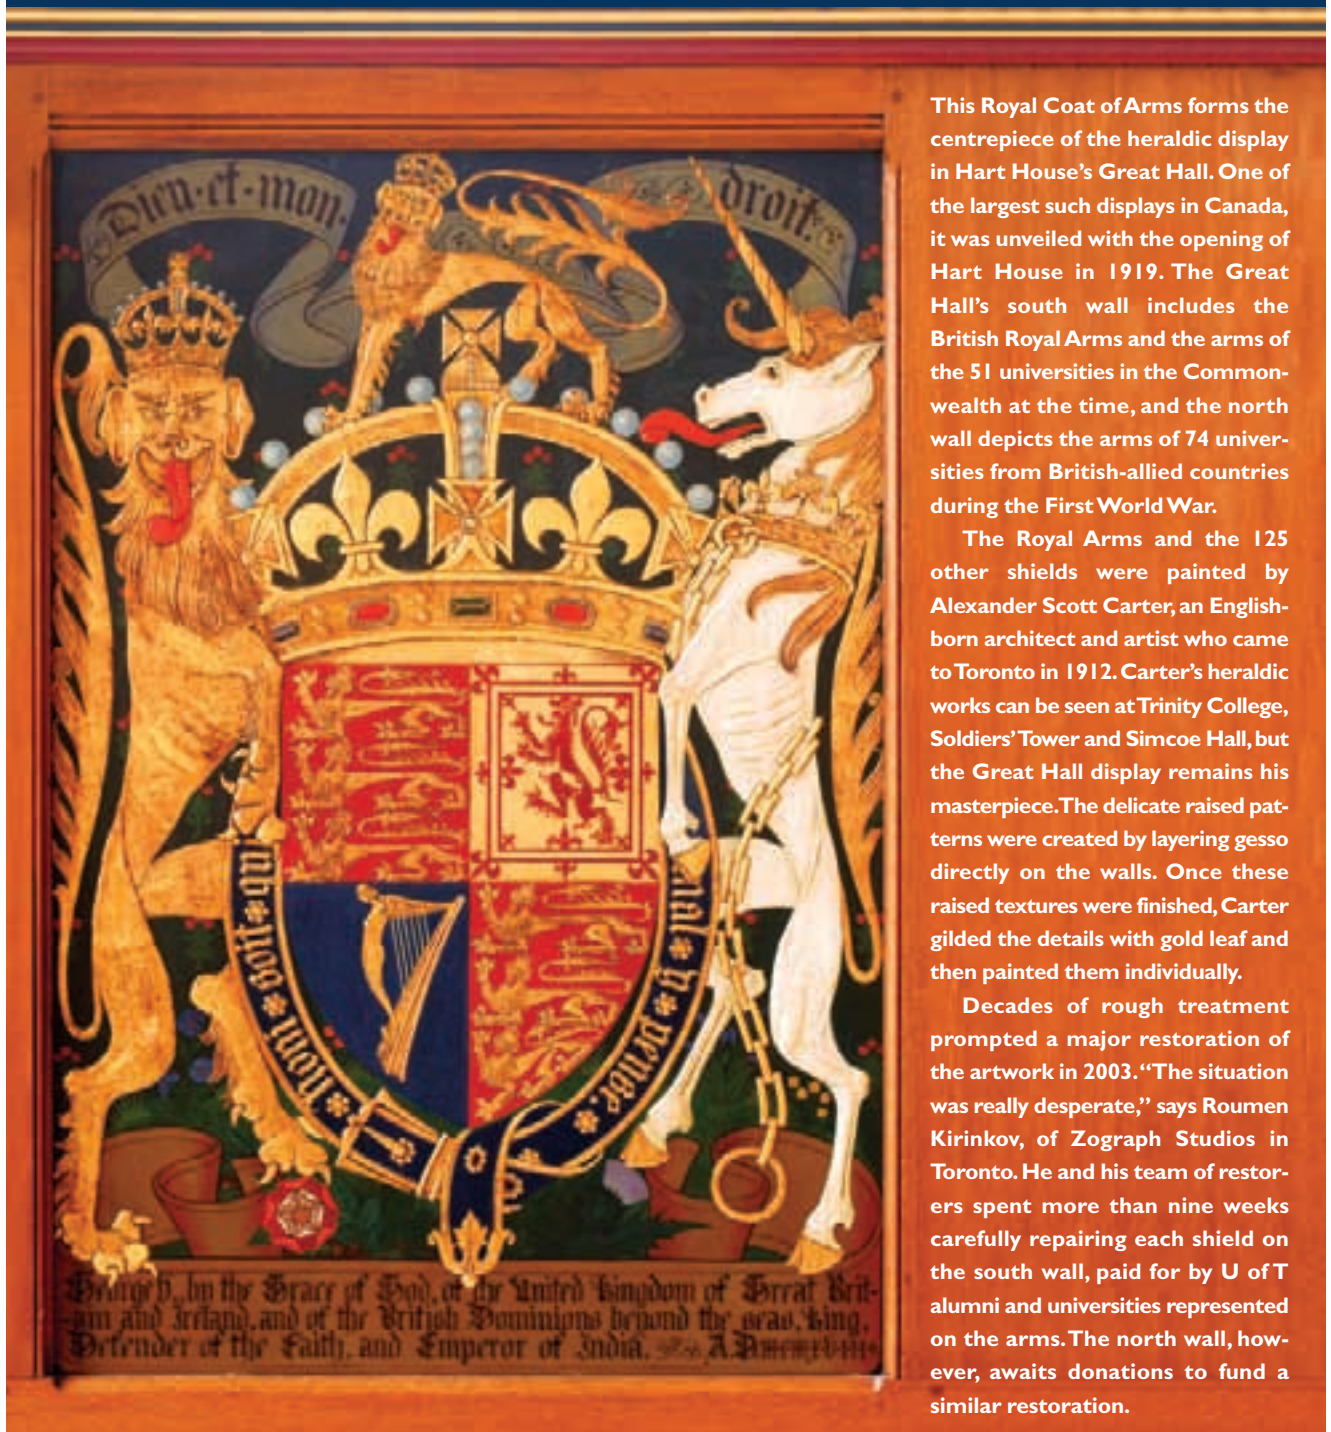 Dieu·et·mon·
droit·
Honi * soit * qui
mal * y * pense.
George V, by the Grace of God, of the United Kingdom of Great Brit-
ain and Ireland, and of the British Dominions beyond the seas, King,
Defender of the Faith, and Emperor of India.
This Royal Coat of Arms forms the
centrepiece of the heraldic display
in Hart House’s Great Hall. One of
the largest such displays in Canada,
it was unveiled with the opening of
Hart House in 1919. The Great
Hall’s south wall includes the
British Royal Arms and the arms of
the 51 universities in the Common-
wealth at the time, and the north
wall depicts the arms of 74 univer-
sities from British-allied countries
during the First World War.
The Royal Arms and the 125
other shields were painted by
Alexander Scott Carter, an English-
born architect and artist who came
to Toronto in 1912. Carter’s heraldic
works can be seen at Trinity College,
Soldiers’ Tower and Simcoe Hall, but
the Great Hall display remains his
masterpiece. The delicate raised pat-
terns were created by layering gesso
directly on the walls. Once these
raised textures were finished, Carter
gilded the details with gold leaf and
then painted them individually.
Decades of rough treatment
prompted a major restoration of
the artwork in 2003. “The situation
was really desperate,” says Roumen
Kirinkov, of Zograph Studios in
Toronto. He and his team of restor-
ers spent more than nine weeks
carefully repairing each shield on
the south wall, paid for by U of T
alumni and universities represented
on the arms. The north wall, how-
ever, awaits donations to fund a
similar restoration.